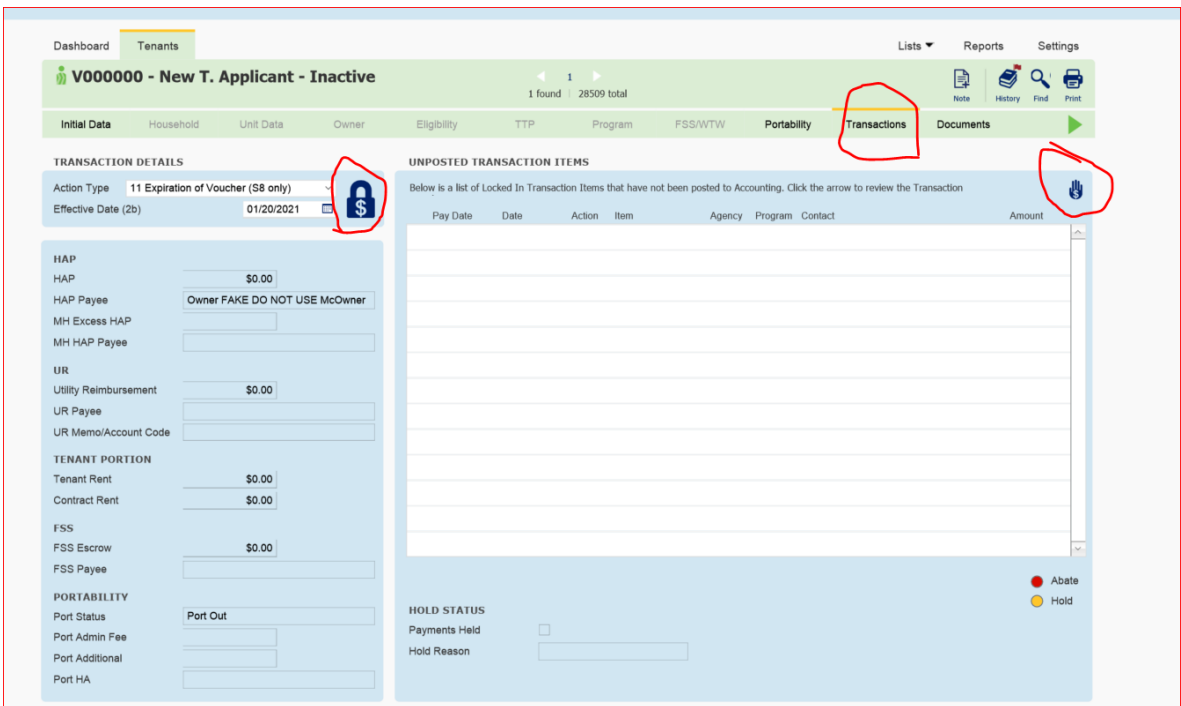 Dashboard Tenants Lists Reports Settings
V000000 - New T. Applicant - Inactive
1
1 found 28509 total
Note History Find Print
Initial Data Household Unit Data Owner Eligibility TTP Program FSS/WTW Portability Transactions Documents
TRANSACTION DETAILS
Action Type 11 Expiration of Voucher (S8 only)
Effective Date (2b) 01/20/2021
$
HAP
HAP $0.00
HAP Payee Owner FAKE DO NOT USE McOwner
MH Excess HAP
MH HAP Payee
UR
Utility Reimbursement $0.00
UR Payee
UR Memo/Account Code
TENANT PORTION
Tenant Rent $0.00
Contract Rent $0.00
FSS
FSS Escrow $0.00
FSS Payee
PORTABILITY
Port Status Port Out
Port Admin Fee
Port Additional
Port HA
UNPOSTED TRANSACTION ITEMS
Below is a list of Locked In Transaction Items that have not been posted to Accounting. Click the arrow to review the Transaction
$
Pay Date Date Action Item Agency Program Contact Amount
Abate
Hold
HOLD STATUS
Payments Held
Hold Reason